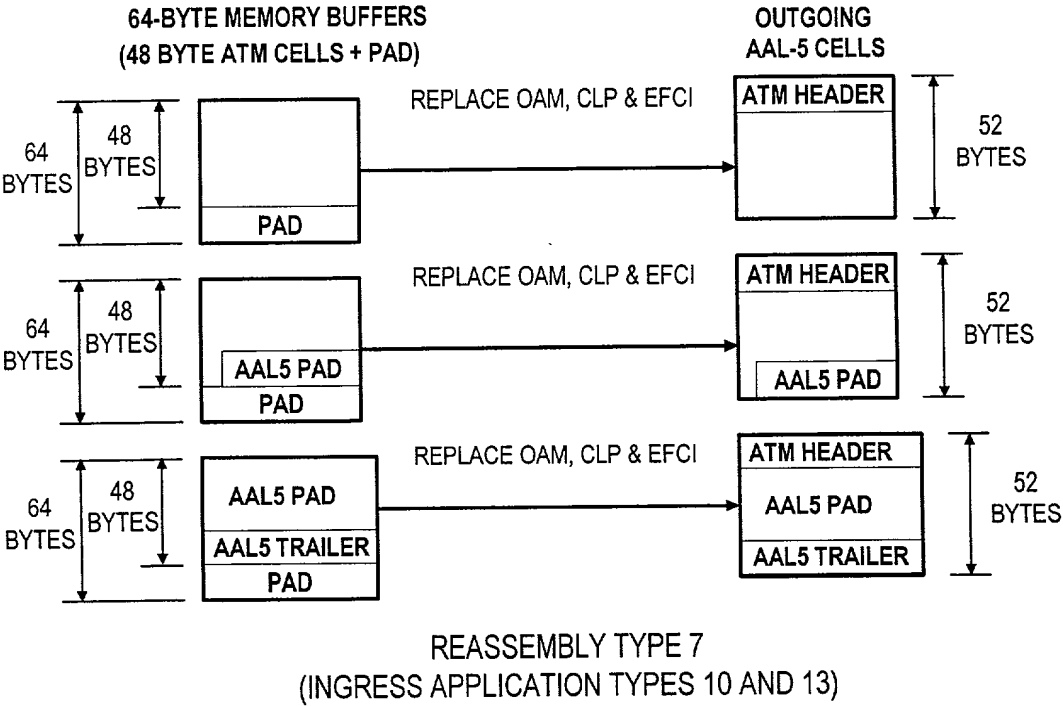 64-BYTE MEMORY BUFFERS
(48 BYTE ATM CELLS + PAD)
OUTGOING
AAL-5 CELLS
64
BYTES
48
BYTES
PAD
REPLACE OAM, CLP & EFCI
ATM HEADER
52
BYTES
64
BYTES
48
BYTES
AAL5 PAD
PAD
REPLACE OAM, CLP & EFCI
ATM HEADER
AAL5 PAD
52
BYTES
64
BYTES
48
BYTES
AAL5 PAD
AAL5 TRAILER
PAD
REPLACE OAM, CLP & EFCI
ATM HEADER
AAL5 PAD
AAL5 TRAILER
52
BYTES
REASSEMBLY TYPE 7
(INGRESS APPLICATION TYPES 10 AND 13)